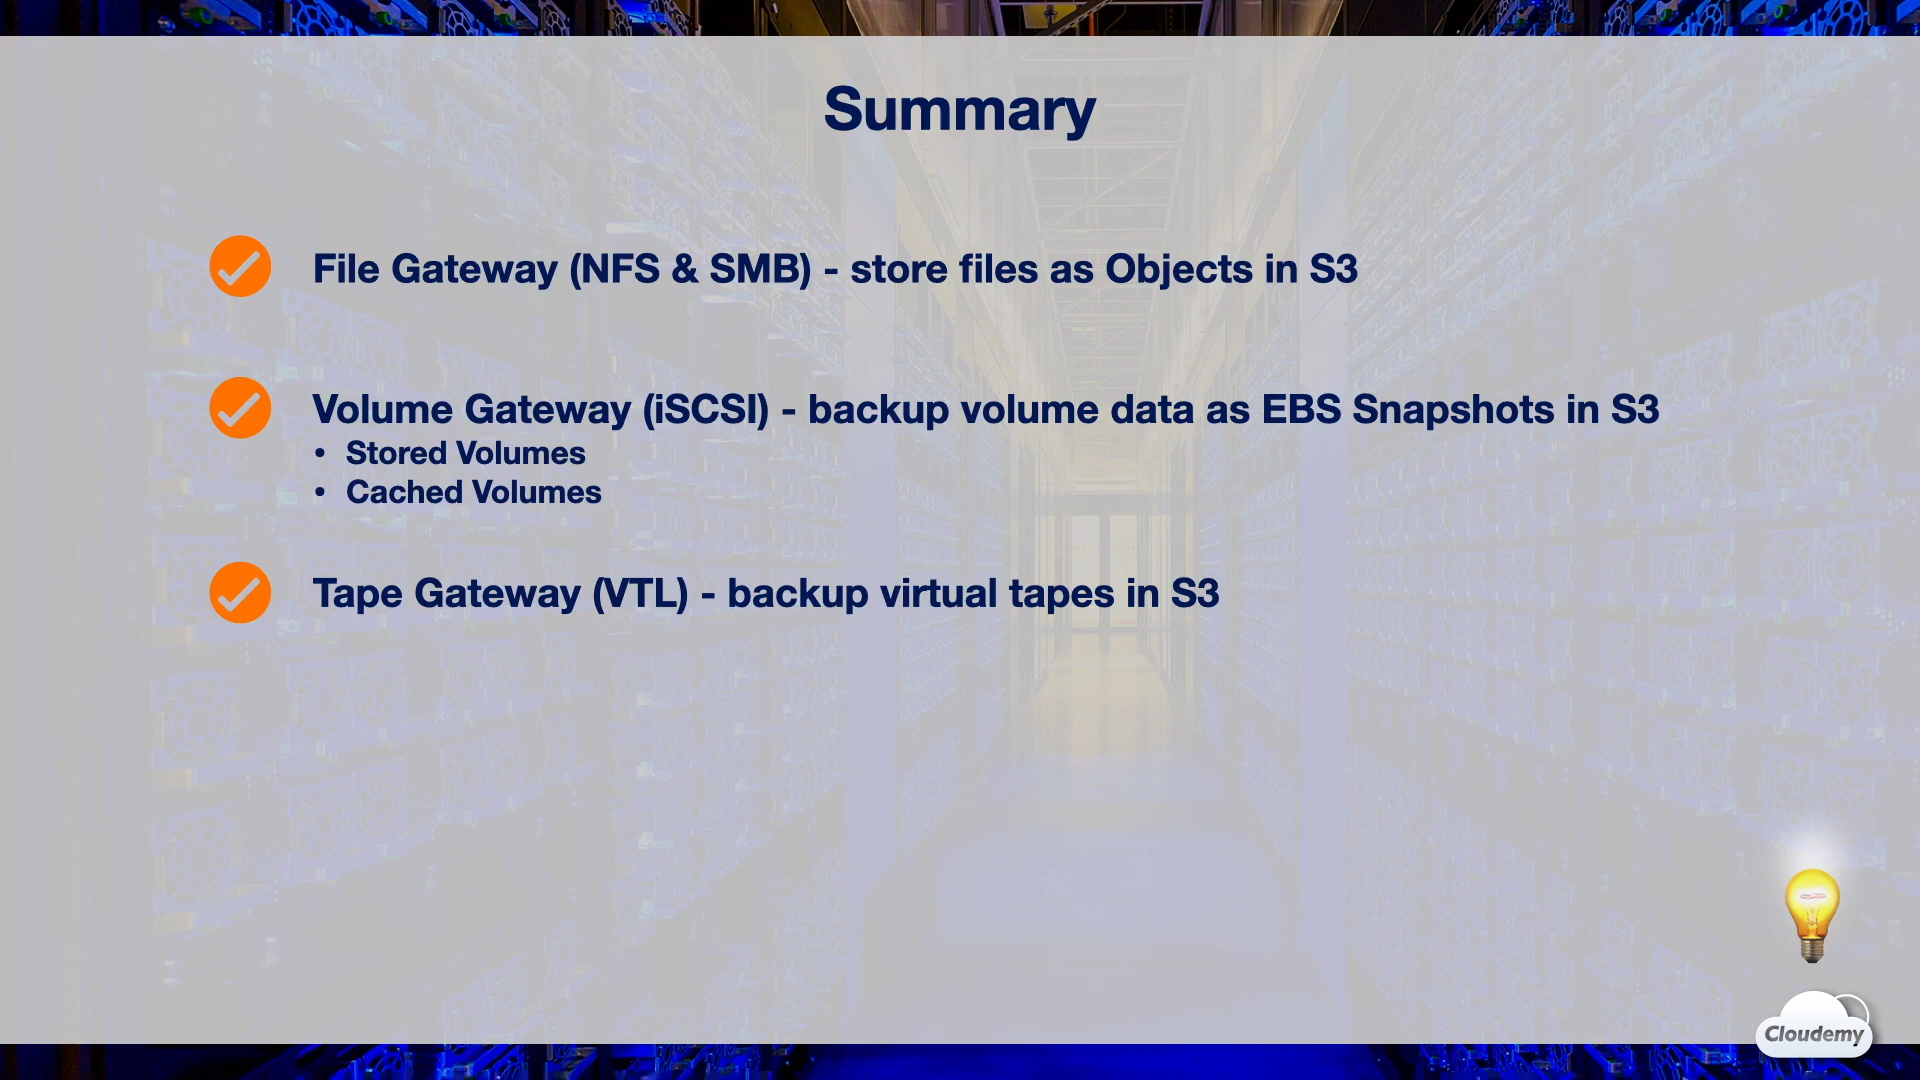 Summary
File Gateway (NFS & SMB) - store files as Objects in S3
Volume Gateway (iSCSI) - backup volume data as EBS Snapshots in S3
• Stored Volumes
• Cached Volumes
Tape Gateway (VTL) - backup virtual tapes in S3
Cloudemy